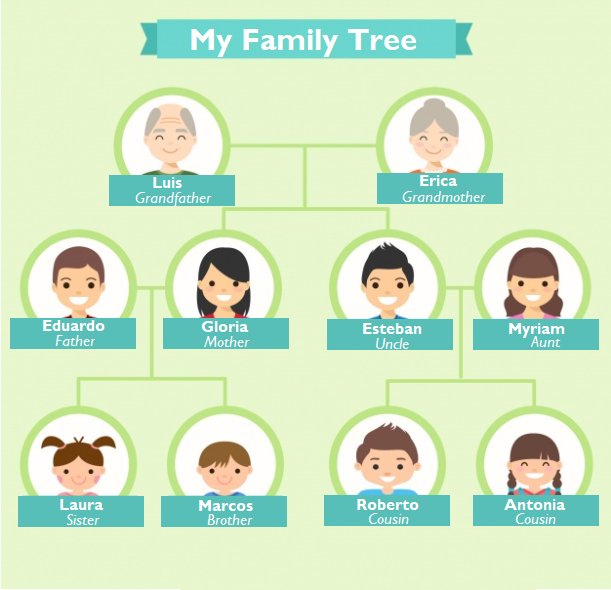 My Family Tree
Luis
Grandfather
Erica
Grandmother
Eduardo
Father
Gloria
Mother
Esteban
Uncle
Myriam
Aunt
Laura
Sister
Marcos
Brother
Roberto
Cousin
Antonia
Cousin